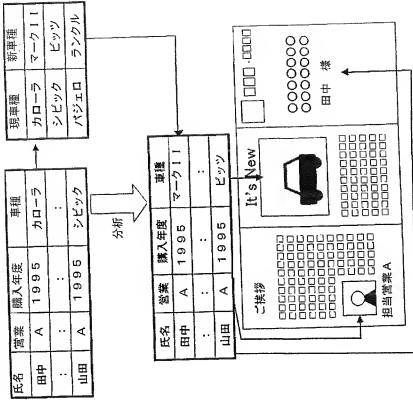 氏名 営業 購入年度 車種
田中 A 1995 カローラ
: : : :
山田 A 1995 シビック
現車種 新車種
カローラ マークII
シビック ビッツ
パジェロ ランクル
分析
氏名 営業 購入年度 車種
田中 A 1995 マークII
: : : :
山田 A 1995 ビッツ
ご挨拶
担当営業A
It's New
田中 様